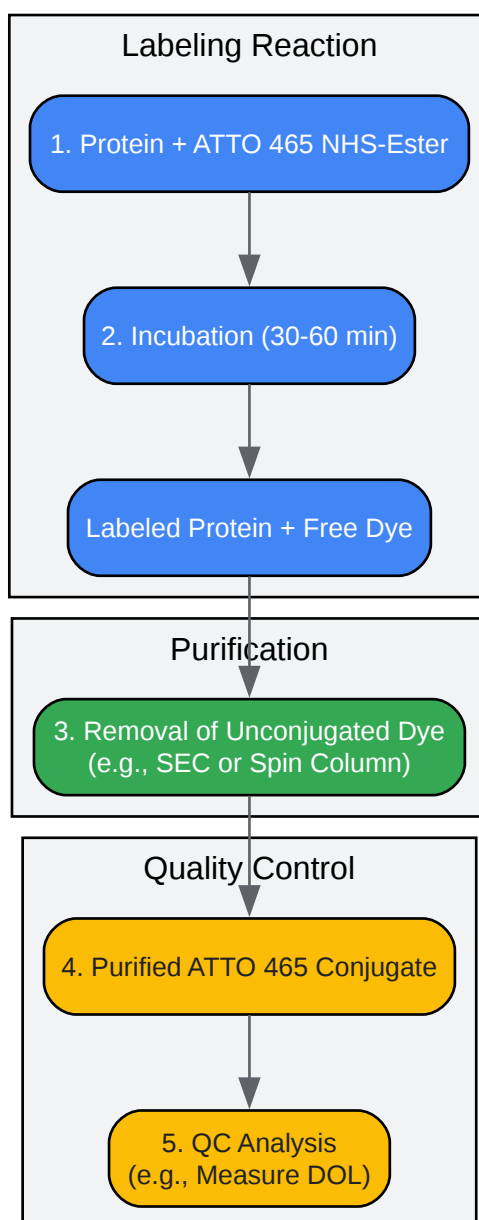 Labeling Reaction
1. Protein + ATTO 465 NHS-Ester
2. Incubation (30-60 min)
Labeled Protein + Free Dye
Purification
3. Removal of Unconjugated Dye
(e.g., SEC or Spin Column)
Quality Control
4. Purified ATTO 465 Conjugate
5. QC Analysis
(e.g., Measure DOL)